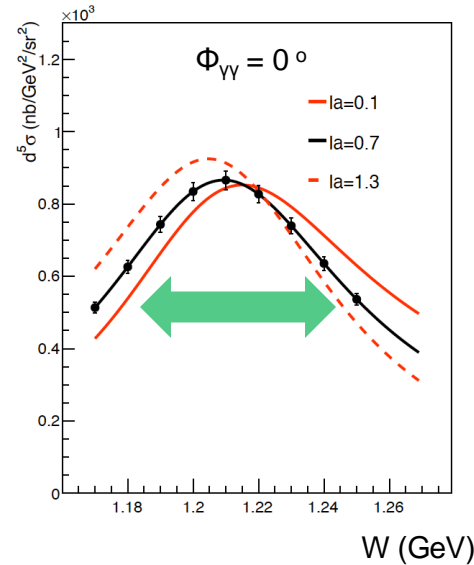 ×10³
d⁵σ (nb/GeV²/sr²)
Φγγ = 0 °
la=0.1
la=0.7
la=1.3
1.2
1
0.8
0.6
0.4
0.2
0
1.18 1.2 1.22 1.24 1.26
W (GeV)